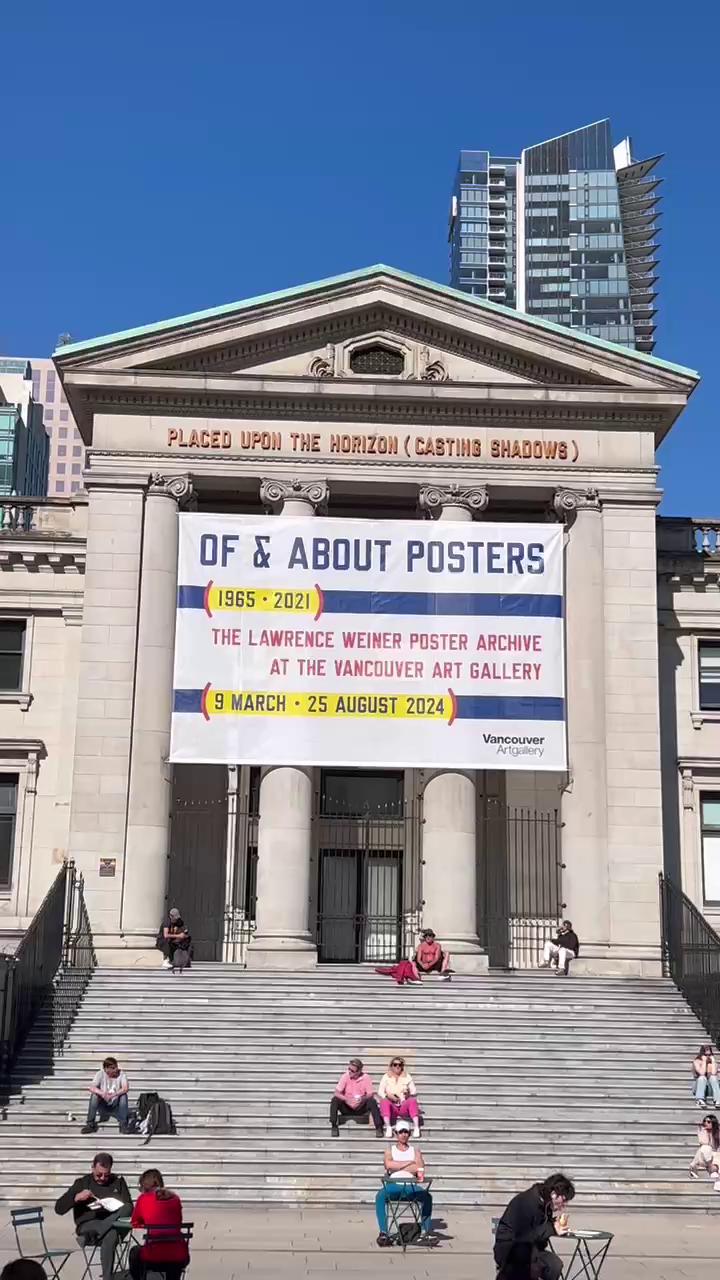 PLACED UPON THE HORIZON (CASTING SHADOWS)
OF & ABOUT POSTERS
(1965 • 2021)
THE LAWRENCE WEINER POSTER ARCHIVE
AT THE VANCOUVER ART GALLERY
(9 MARCH • 25 AUGUST 2024)
Vancouver
Artgallery